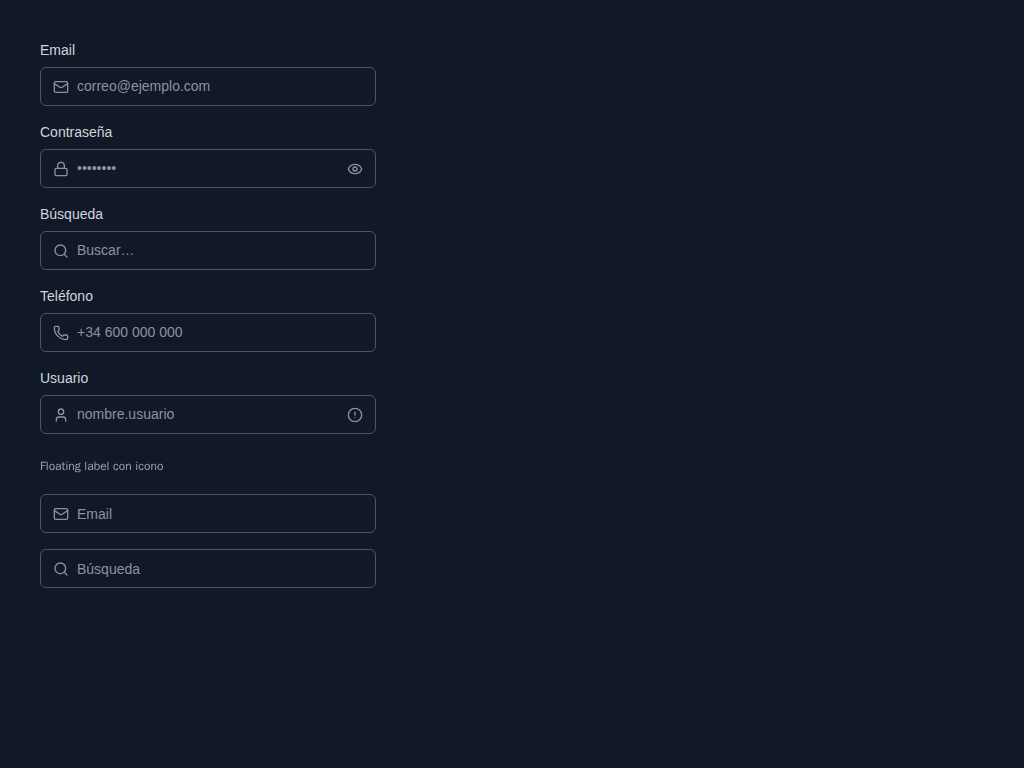 Email
correo@ejemplo.com
Contraseña
••••••••
Búsqueda
Buscar…
Teléfono
+34 600 000 000
Usuario
nombre.usuario
Floating label con icono
Email
Búsqueda